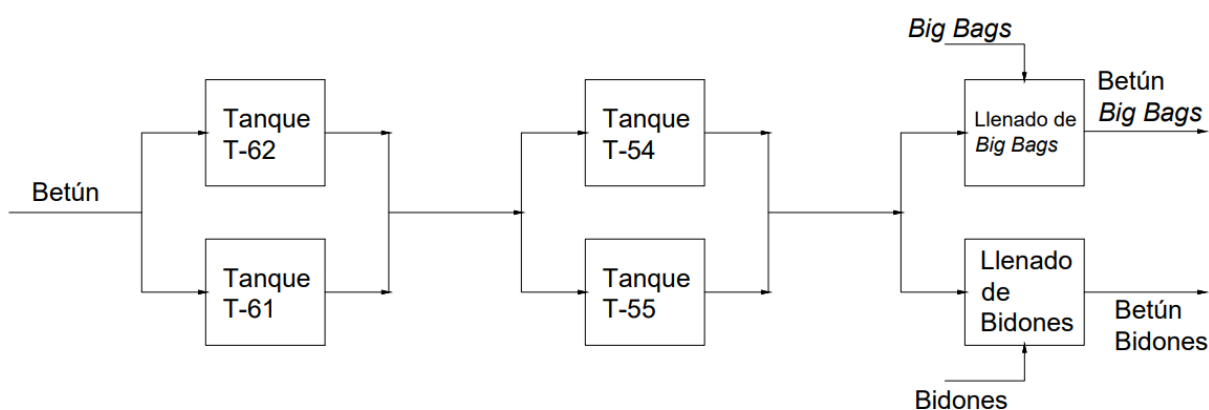 Betún
Tanque
T-62
Tanque
T-61
Tanque
T-54
Tanque
T-55
Big Bags
Llenado de
Big Bags
Betún
Big Bags
Llenado
de
Bidones
Betún
Bidones
Bidones